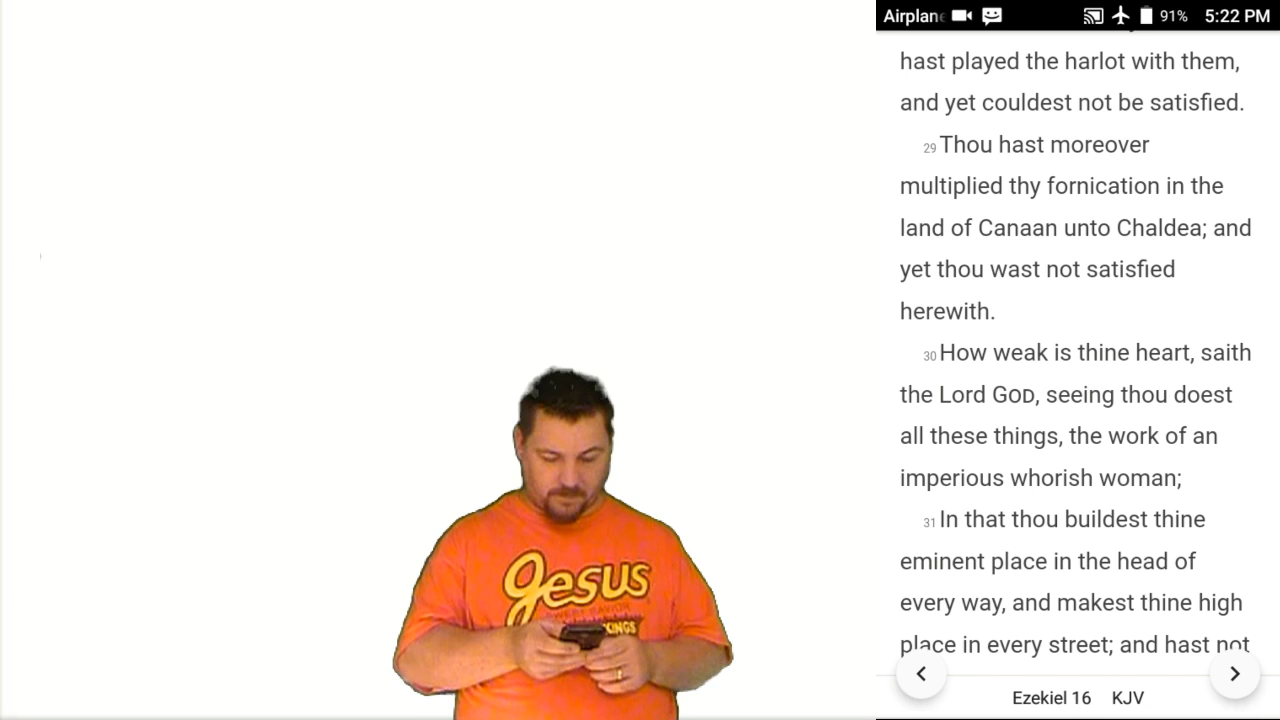 Jesus
SWEET SAVIOR
KINGS
Airplane
91%
5:22 PM
hast played the harlot with them,
and yet couldest not be satisfied.
29 Thou hast moreover
multiplied thy fornication in the
land of Canaan unto Chaldea; and
yet thou wast not satisfied
herewith.
30 How weak is thine heart, saith
the Lord GOD, seeing thou doest
all these things, the work of an
imperious whorish woman;
31 In that thou buildest thine
eminent place in the head of
every way, and makest thine high
place in every street; and hast not
Ezekiel 16 KJV